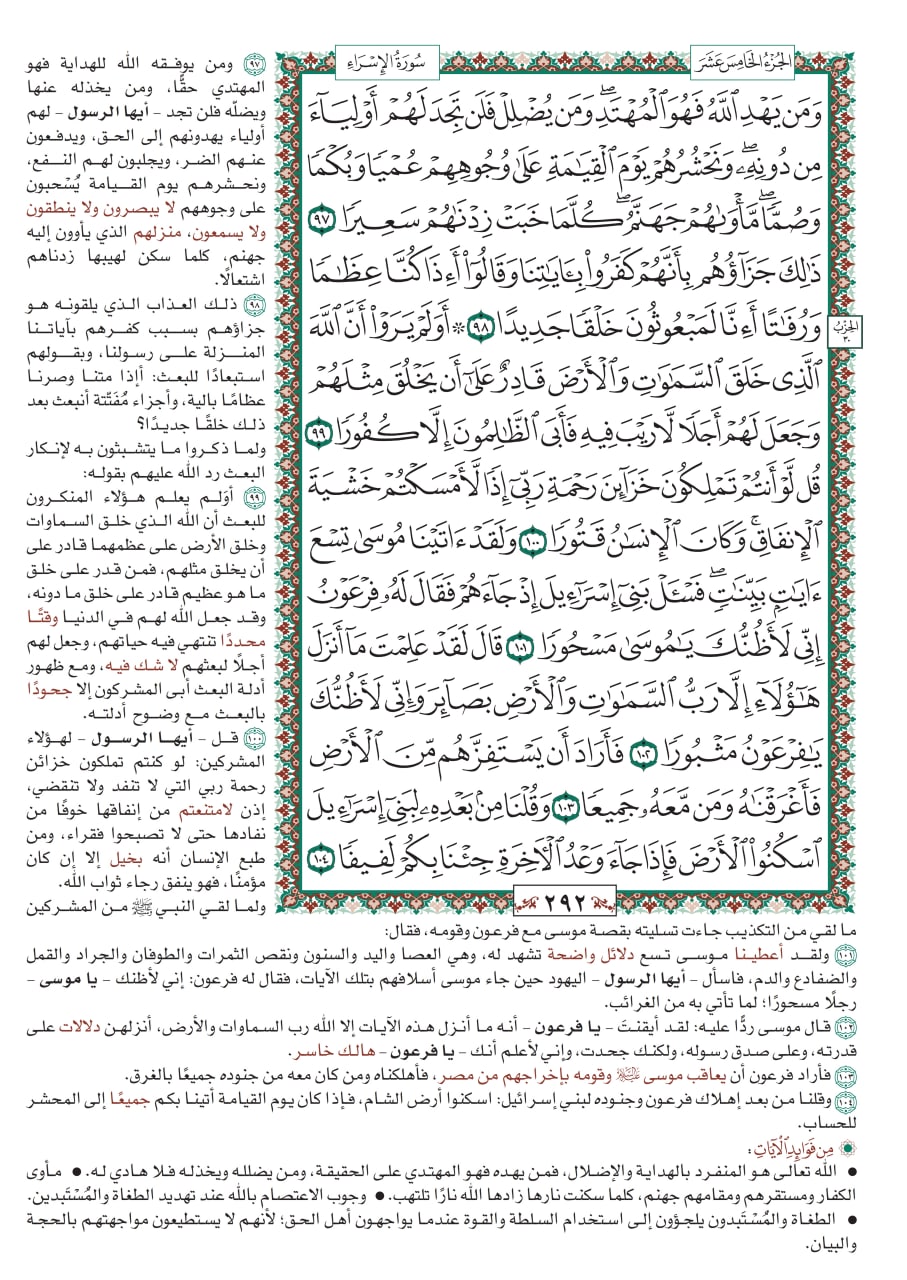 الجُزْءُ الخَامِسَ عَشَرَ
سُورَةُ الإِسْرَاءِ
وَمَن يَهْدِ ٱللَّهُ فَهُوَ ٱلْمُهْتَدِۖ وَمَن يُضْلِلْ فَلَن تَجِدَ لَهُمْ أَوْلِيَآءَ
مِن دُونِهِۦۖ وَنَحْشُرُهُمْ يَوْمَ ٱلْقِيَٰمَةِ عَلَىٰ وُجُوهِهِمْ عُمْيًا وَبُكْمًا
وَصُمًّاۖ مَّأْوَىٰهُمْ جَهَنَّمُۖ كُلَّمَا خَبَتْ زِدْنَٰهُمْ سَعِيرًا ٩٧
ذَٰلِكَ جَزَآؤُهُم بِأَنَّهُمْ كَفَرُوا۟ بِـَٔايَٰتِنَا وَقَالُوٓا۟ أَءِذَا كُنَّا عِظَٰمًا
وَرُفَٰتًا أَءِنَّا لَمَبْعُوثُونَ خَلْقًا جَدِيدًا ٩٨ ۞ أَوَلَمْ يَرَوْا۟ أَنَّ ٱللَّهَ
ٱلَّذِى خَلَقَ ٱلسَّمَٰوَٰتِ وَٱلْأَرْضَ قَادِرٌ عَلَىٰٓ أَن يَخْلُقَ مِثْلَهُمْ
وَجَعَلَ لَهُمْ أَجَلًا لَّا رَيْبَ فِيهِ فَأَبَى ٱلظَّٰلِمُونَ إِلَّا كُفُورًا ٩٩
قُل لَّوْ أَنتُمْ تَمْلِكُونَ خَزَآئِنَ رَحْمَةِ رَبِّىٓ إِذًا لَّأَمْسَكْتُمْ خَشْيَةَ
ٱلْإِنفَاقِۚ وَكَانَ ٱلْإِنسَٰنُ قَتُورًا ١٠٠ وَلَقَدْ ءَاتَيْنَا مُوسَىٰ تِسْعَ
ءَايَٰتٍۭ بَيِّنَٰتٍۖ فَسْـَٔلْ بَنِىٓ إِسْرَٰٓءِيلَ إِذْ جَآءَهُمْ فَقَالَ لَهُۥ فِرْعَوْنُ
إِنِّى لَأَظُنُّكَ يَٰمُوسَىٰ مَسْحُورًا ١٠١ قَالَ لَقَدْ عَلِمْتَ مَآ أَنزَلَ
هَٰٓؤُلَآءِ إِلَّا رَبُّ ٱلسَّمَٰوَٰتِ وَٱلْأَرْضِ بَصَآئِرَ وَإِنِّى لَأَظُنُّكَ
يَٰفِرْعَوْنُ مَثْبُورًا ١٠٢ فَأَرَادَ أَن يَسْتَفِزَّهُم مِّنَ ٱلْأَرْضِ
فَأَغْرَقْنَٰهُ وَمَن مَّعَهُۥ جَمِيعًا ١٠٣ وَقُلْنَا مِنۢ بَعْدِهِۦ لِبَنِىٓ إِسْرَٰٓءِيلَ
ٱسْكُنُوا۟ ٱلْأَرْضَ فَإِذَا جَآءَ وَعْدُ ٱلْءَاخِرَةِ جِئْنَا بِكُمْ لَفِيفًا ١٠٤
الحِزْبُ
٣٠
٢٩٢
٩٧ ومن يوفقه الله للهداية فهو
المهتدي حقًّا، ومن يخذله عنها
ويضلّه فلن تجد - أيها الرسول - لهم
أولياء يهدونهم إلى الحق، ويدفعون
عنهم الضر، ويجلبون لهم النفع،
ونحشرهم يوم القيامة يُسْحبون
على وجوههم لا يبصرون ولا ينطقون
ولا يسمعون، منزلهم الذي يأوون إليه
جهنم، كلما سكن لهيبها زدناهم
اشتعالًا.
٩٨ ذلك العذاب الذي يلقونه هو
جزاؤهم بسبب كفرهم بآياتنا
المنزلة على رسولنا، وبقولهم
استبعادًا للبعث: أإذا متنا وصرنا
عظامًا بالية، وأجزاء مُفَتّتة أنبعث بعد
ذلك خلقًا جديدًا؟
ولما ذكروا ما يتشبثون به لإنكار
البعث رد الله عليهم بقوله:
٩٩ أوَلم يعلم هؤلاء المنكرون
للبعث أن الله الذي خلق السماوات
وخلق الأرض على عظمهما قادر على
أن يخلق مثلهم، فمن قدر على خلق
ما هو عظيم قادر على خلق ما دونه،
وقد جعل الله لهم في الدنيا وقتًا
محددًا تنتهي فيه حياتهم، وجعل لهم
أجلًا لبعثهم لا شك فيه، ومع ظهور
أدلة البعث أبى المشركون إلا جحودًا
بالبعث مع وضوح أدلته.
١٠٠ قل - أيها الرسول - لهؤلاء
المشركين: لو كنتم تملكون خزائن
رحمة ربي التي لا تنفد ولا تنقضي،
إذن لامتنعتم من إنفاقها خوفًا من
نفادها حتى لا تصبحوا فقراء، ومن
طبع الإنسان أنه بخيل إلا إن كان
مؤمنًا، فهو ينفق رجاء ثواب الله.
ولما لقي النبي ﷺ من المشركين
ما لقي من التكذيب جاءت تسليته بقصة موسى مع فرعون وقومه، فقال:
١٠١ ولقد أعطينا موسى تسع دلائل واضحة تشهد له، وهي العصا واليد والسنون ونقص الثمرات والطوفان والجراد والقمل
والضفادع والدم، فاسأل - أيها الرسول - اليهود حين جاء موسى أسلافهم بتلك الآيات، فقال له فرعون: إني لأظنك - يا موسى -
رجلًا مسحورًا؛ لما تأتي به من الغرائب.
١٠٢ قال موسى ردًّا عليه: لقد أيقنتَ - يا فرعون - أنه ما أنزل هذه الآيات إلا الله رب السماوات والأرض، أنزلهن دلالات على
قدرته، وعلى صدق رسوله، ولكنك جحدت، وإني لأعلم أنك - يا فرعون - هالك خاسر.
١٠٣ فأراد فرعون أن يعاقب موسى ﷺ وقومه بإخراجهم من مصر، فأهلكناه ومن كان معه من جنوده جميعًا بالغرق.
١٠٤ وقلنا من بعد إهلاك فرعون وجنوده لبني إسرائيل: اسكنوا أرض الشام، فإذا كان يوم القيامة أتينا بكم جميعًا إلى المحشر
للحساب.
مِن فَوَائِدِ الآيَاتِ:
• الله تعالى هو المنفرد بالهداية والإضلال، فمن يهده فهو المهتدي على الحقيقة، ومن يضلله ويخذله فلا هادي له. • مأوى
الكفار ومستقرهم ومقامهم جهنم، كلما سكنت نارها زادها الله نارًا تلتهب. • وجوب الاعتصام بالله عند تهديد الطغاة والمُسْتَبدين.
• الطغاة والمُسْتَبدون يلجؤون إلى استخدام السلطة والقوة عندما يواجهون أهل الحق؛ لأنهم لا يستطيعون مواجهتهم بالحجة
والبيان.